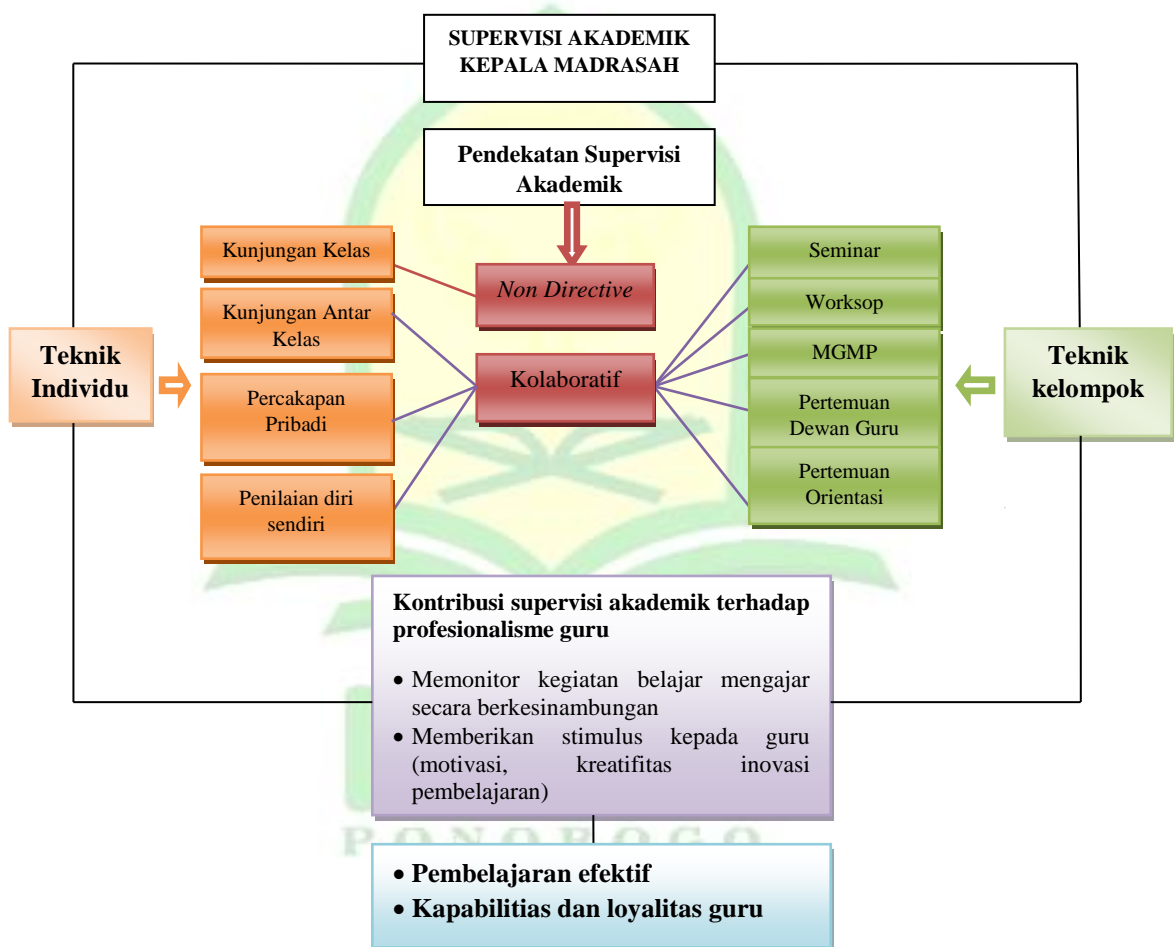 SUPERVISI AKADEMIK
KEPALA MADRASAH
Pendekatan Supervisi
Akademik
Kunjungan Kelas
Kunjungan Antar
Kelas
Percakapan
Pribadi
Penilaian diri
sendiri
Teknik
Individu
Non Directive
Kolaboratif
Seminar
Worksop
MGMP
Pertemuan
Dewan Guru
Pertemuan
Orientasi
Teknik
kelompok
Kontribusi supervisi akademik terhadap
profesionalisme guru
• Memonitor kegiatan belajar mengajar
secara berkesinambungan
• Memberikan stimulus kepada guru
(motivasi, kreatifitas inovasi
pembelajaran)
PONOROGO
• Pembelajaran efektif
• Kapabilitias dan loyalitas guru